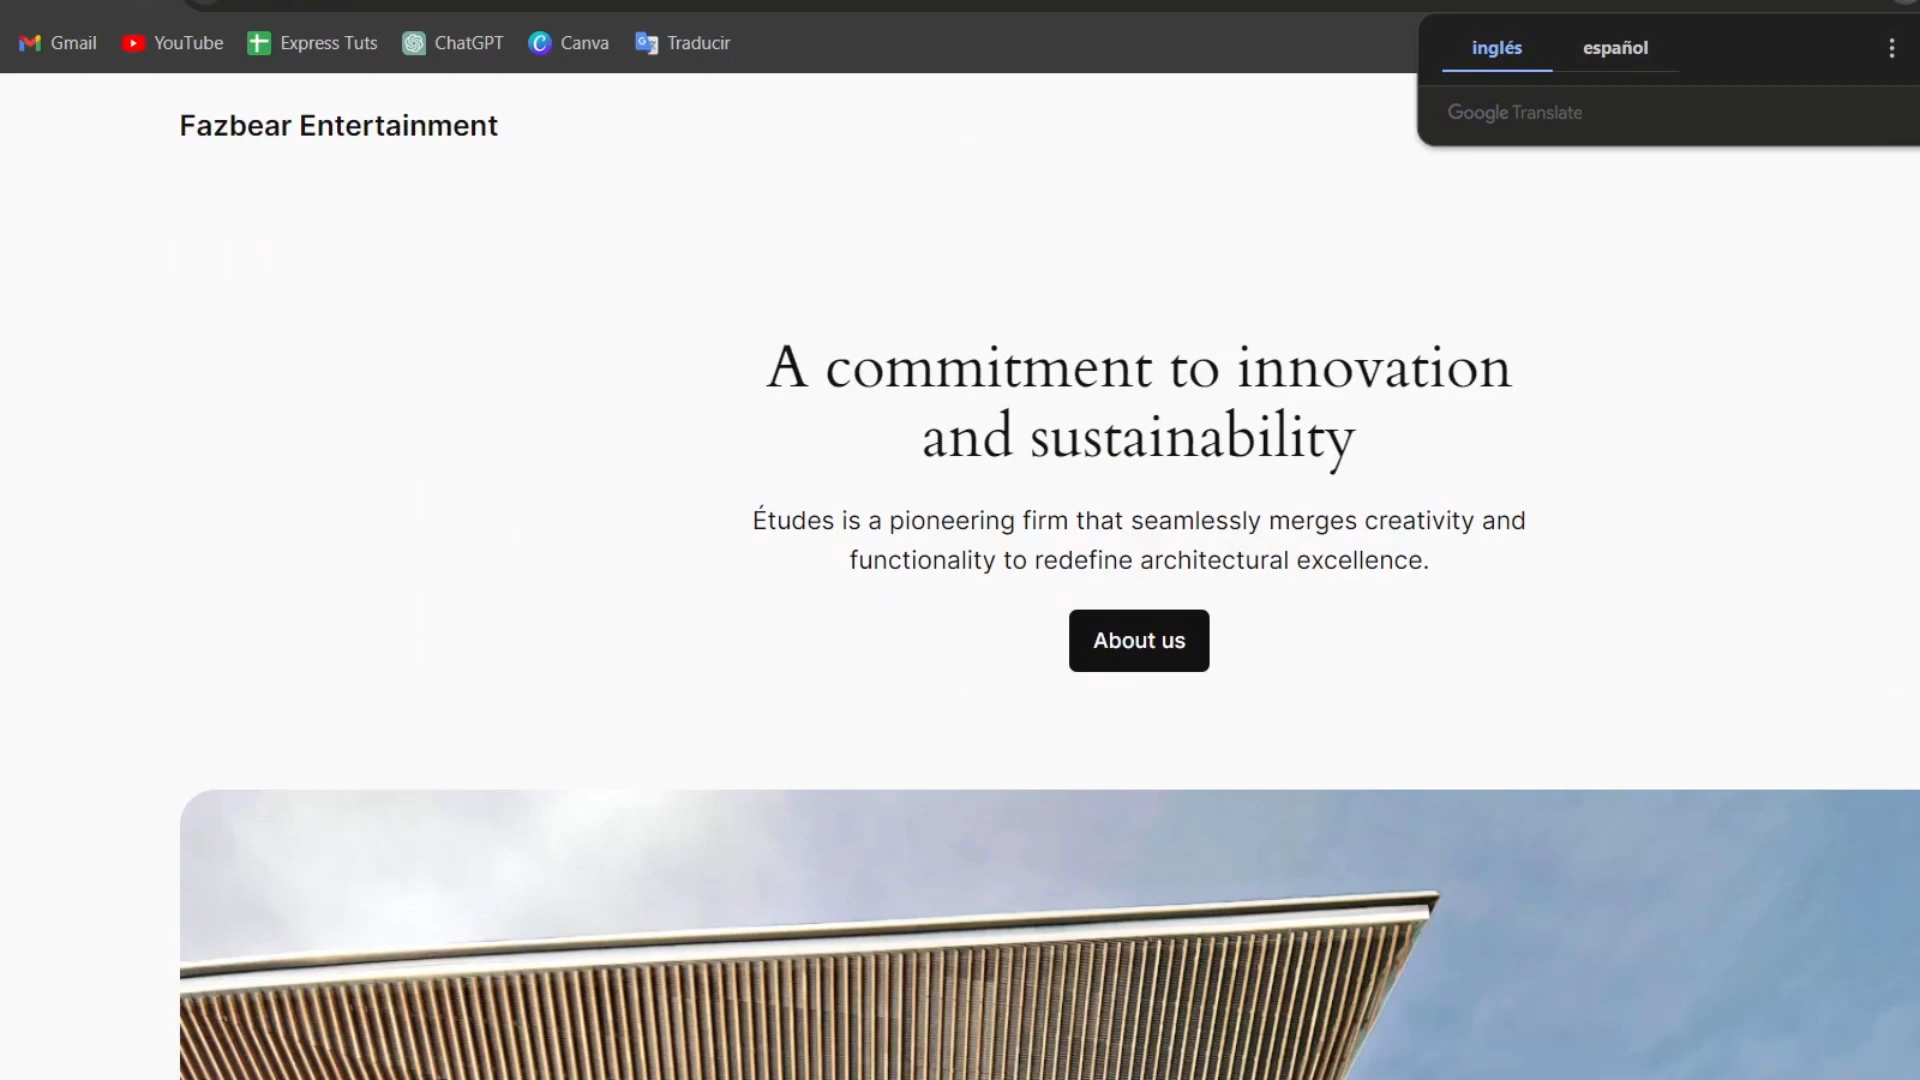 Gmail
YouTube
Express Tuts
ChatGPT
Canva
Traducir
inglés
español
Google Translate
Fazbear Entertainment
A commitment to innovation
and sustainability
Études is a pioneering firm that seamlessly merges creativity and
functionality to redefine architectural excellence.
About us